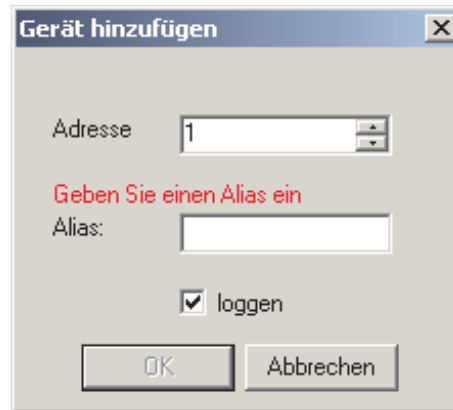 Gerät hinzufügen
Adresse 1
Geben Sie einen Alias ein
Alias:
loggen
OK Abbrechen